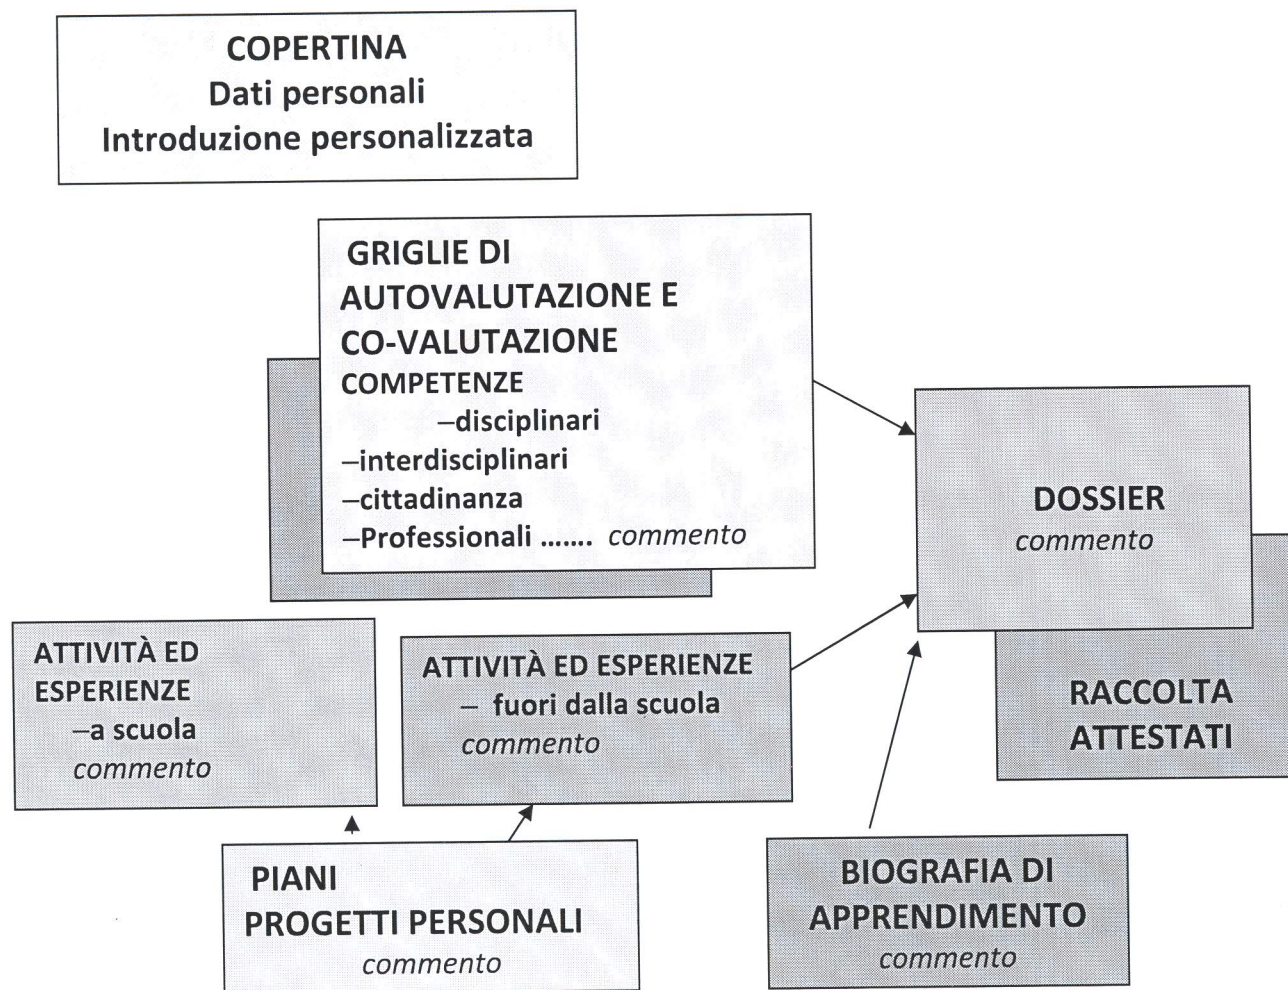 COPERTINA
Dati personali
Introduzione personalizzata
GRIGLIE DI
AUTOVALUTAZIONE E
CO-VALUTAZIONE
COMPETENZE
–disciplinari
–interdisciplinari
–cittadinanza
–Professionali ……. commento
DOSSIER
commento
RACCOLTA
ATTESTATI
ATTIVITÀ ED
ESPERIENZE
–a scuola
commento
ATTIVITÀ ED ESPERIENZE
– fuori dalla scuola
commento
PIANI
PROGETTI PERSONALI
commento
BIOGRAFIA DI
APPRENDIMENTO
commento